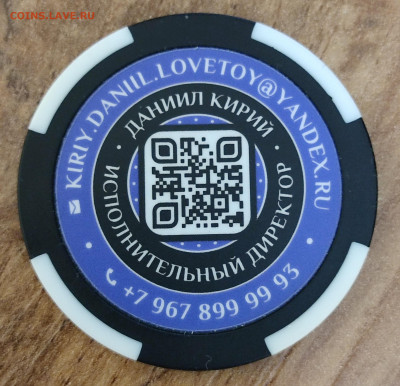 COINS.LAVE.RU
KIRIY.DANIIL.LOVETOY@YANDEX.RU
ДАНИИЛ КИРИЙ
ИСПОЛНИТЕЛЬНЫЙ ДИРЕКТОР
+7 967 899 99 93